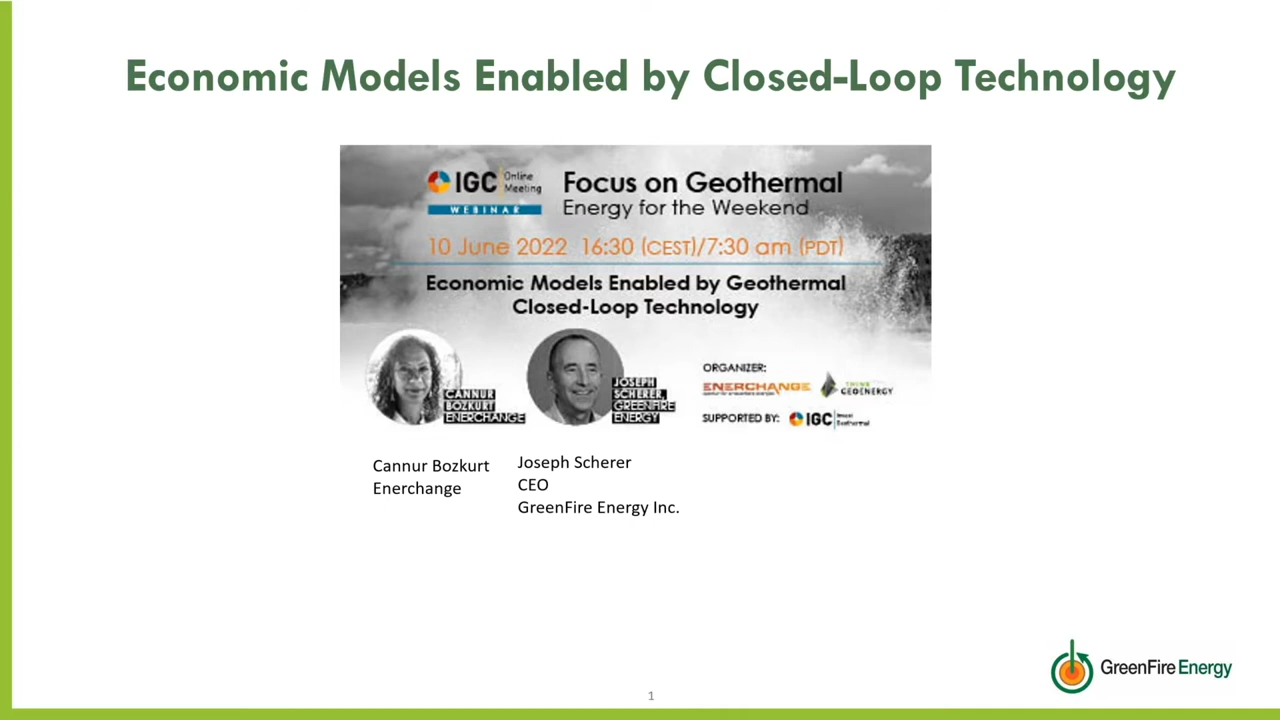 Economic Models Enabled by Closed-Loop Technology
IGC Online Meeting
WEBINAR
Focus on Geothermal
Energy for the Weekend
10 June 2022 16:30 (CEST)/7:30 am (PDT)
Economic Models Enabled by Geothermal
Closed-Loop Technology
CANNUR
BOZKURT
ENERCHANGE
JOSEPH
SCHERER,
GREENFIRE
ENERGY
ORGANIZER:
ENERCHANGE
GEOENERGY
SUPPORTED BY:
IGC Invest Geothermal
Cannur Bozkurt
Enerchange
Joseph Scherer
CEO
GreenFire Energy Inc.
GreenFire Energy
1